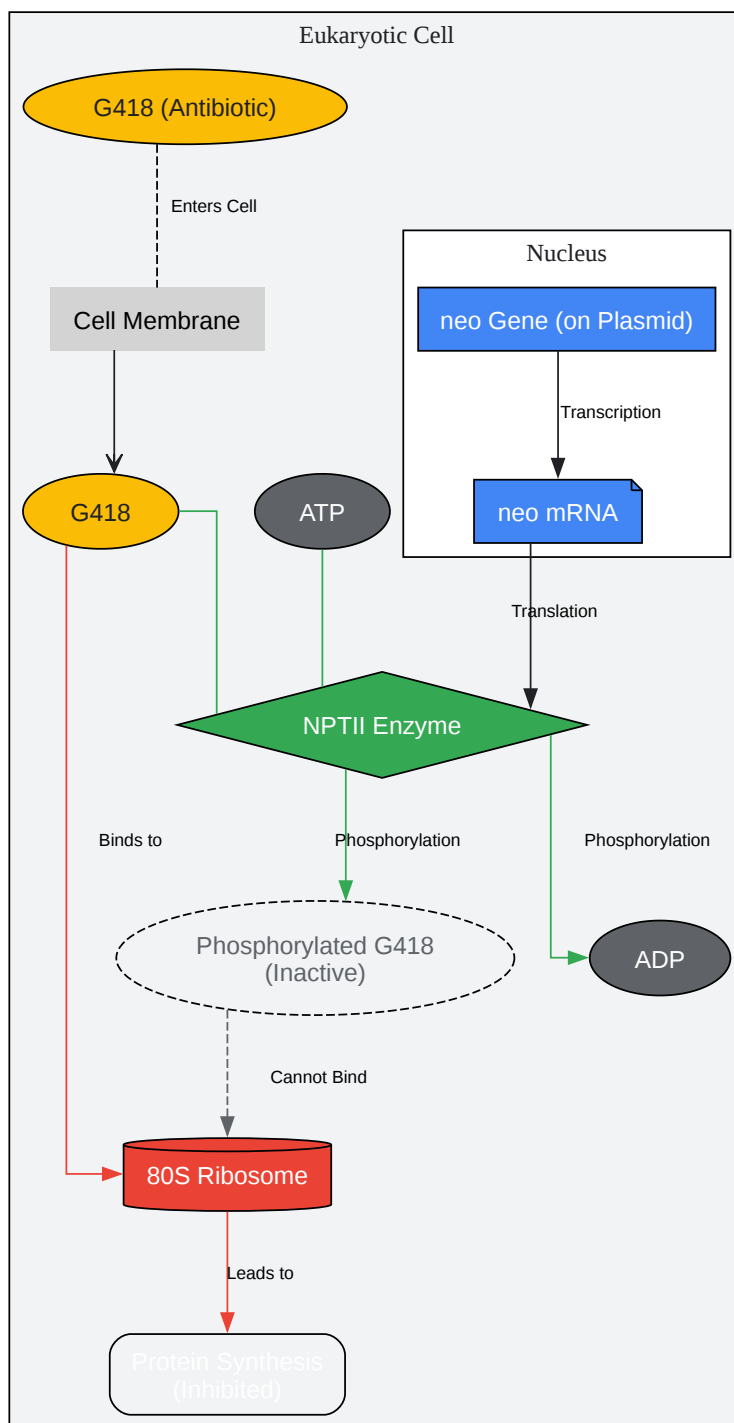 Eukaryotic Cell
G418 (Antibiotic)
Enters Cell
Nucleus
Cell Membrane
neo Gene (on Plasmid)
Transcription
G418
ATP
neo mRNA
Translation
NPTII Enzyme
Binds to
Phosphorylation
Phosphorylation
Phosphorylated G418
(Inactive)
ADP
Cannot Bind
80S Ribosome
Leads to
Protein Synthesis
(Inhibited)